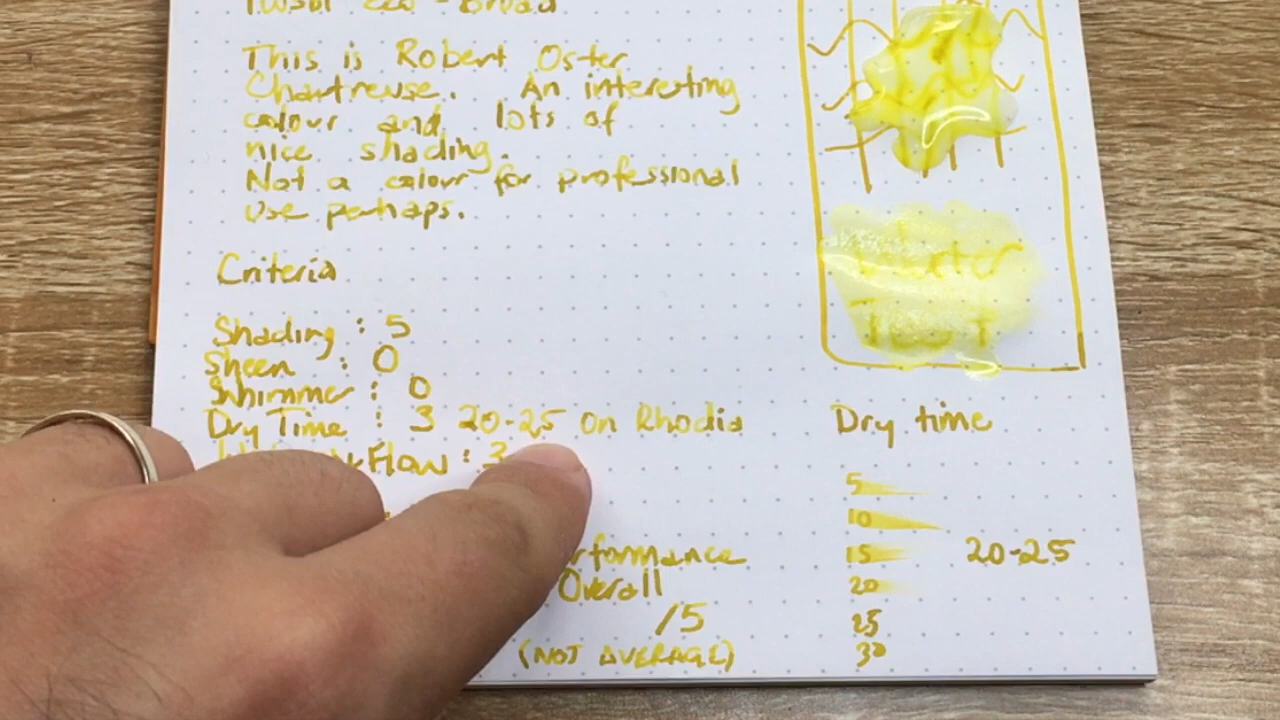 This is Robert Oster
Chartreuse. An interesting
colour and lots of
nice shading.
Not a colour for professional
use perhaps.
Criteria
Shading : 5
Sheen : 0
Shimmer : 0
Dry Time : 3 20-25 on Rhodia
Flow : 3
Overall
/5
(NOT AVERAGE)
Water
Test
Dry time
5
10
15 20-25
20
25
30